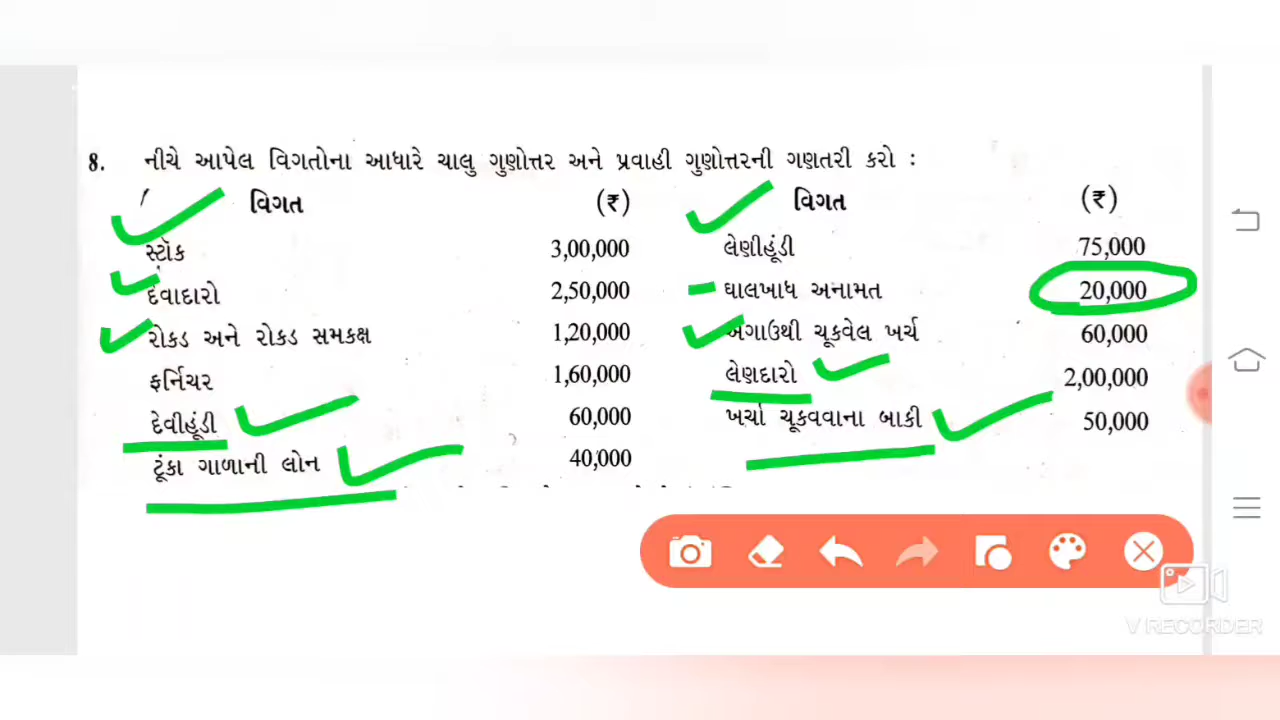 8. નીચે આપેલ વિગતોના આધારે ચાલુ ગુણોત્તર અને પ્રવાહી ગુણોત્તરની ગણતરી કરો :
વિગત (₹) વિગત (₹)
સ્ટૉક 3,00,000 લેણીહૂંડી 75,000
દેવાદારો 2,50,000 ઘાલખાધ અનામત 20,000
રોકડ અને રોકડ સમકક્ષ 1,20,000 અગાઉથી ચૂકવેલ ખર્ચ 60,000
ફર્નિચર 1,60,000 લેણદારો 2,00,000
દેવીહૂંડી 60,000 ખર્ચા ચૂકવવાના બાકી 50,000
ટૂંકા ગાળાની લોન 40,000
V RECORDER